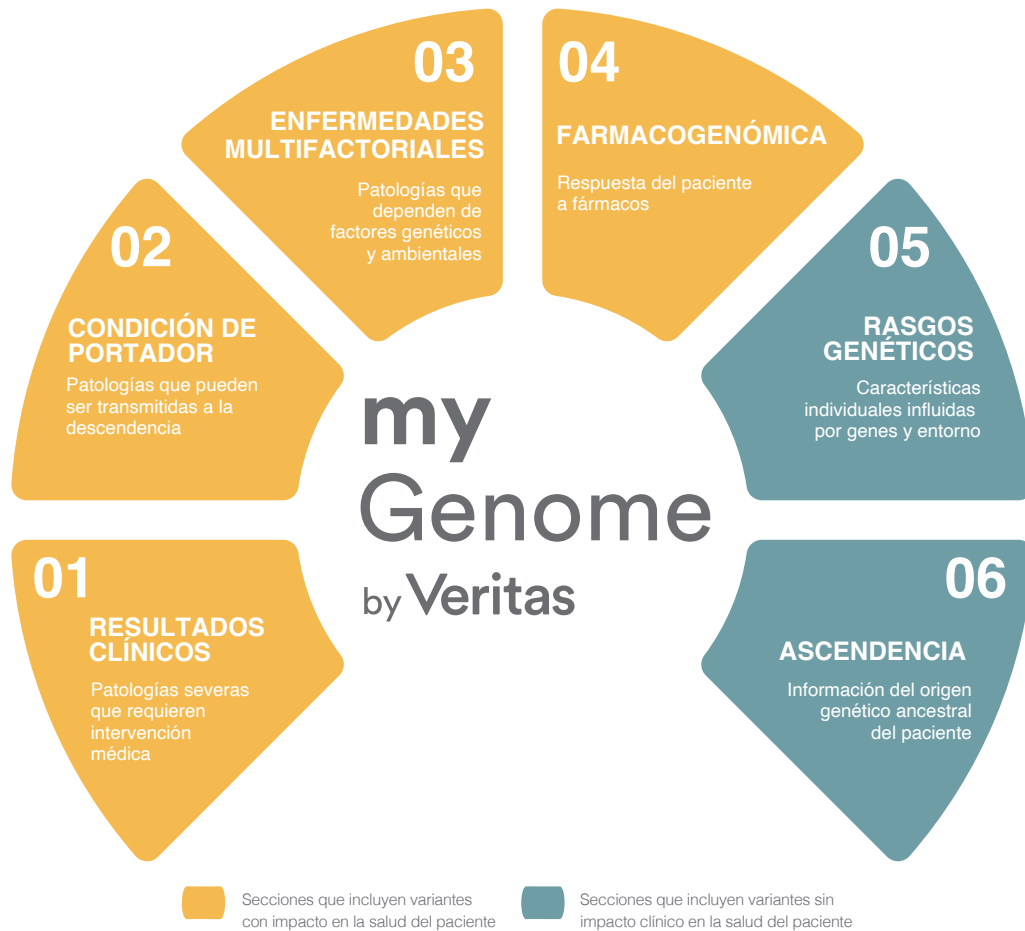 03
ENFERMEDADES
MULTIFACTORIALES
Patologías que
dependen de
factores genéticos
y ambientales
04
FARMACOGENÓMICA
Respuesta del paciente
a fármacos
02
CONDICIÓN DE
PORTADOR
Patologías que pueden
ser transmitidas a la
descendencia
05
RASGOS
GENÉTICOS
Características
individuales influidas
por genes y entorno
my
Genome
by Veritas
01
RESULTADOS
CLÍNICOS
Patologías severas
que requieren
intervención
médica
06
ASCENDENCIA
Información del origen
genético ancestral
del paciente
Secciones que incluyen variantes
con impacto en la salud del paciente
Secciones que incluyen variantes sin
impacto clínico en la salud del paciente